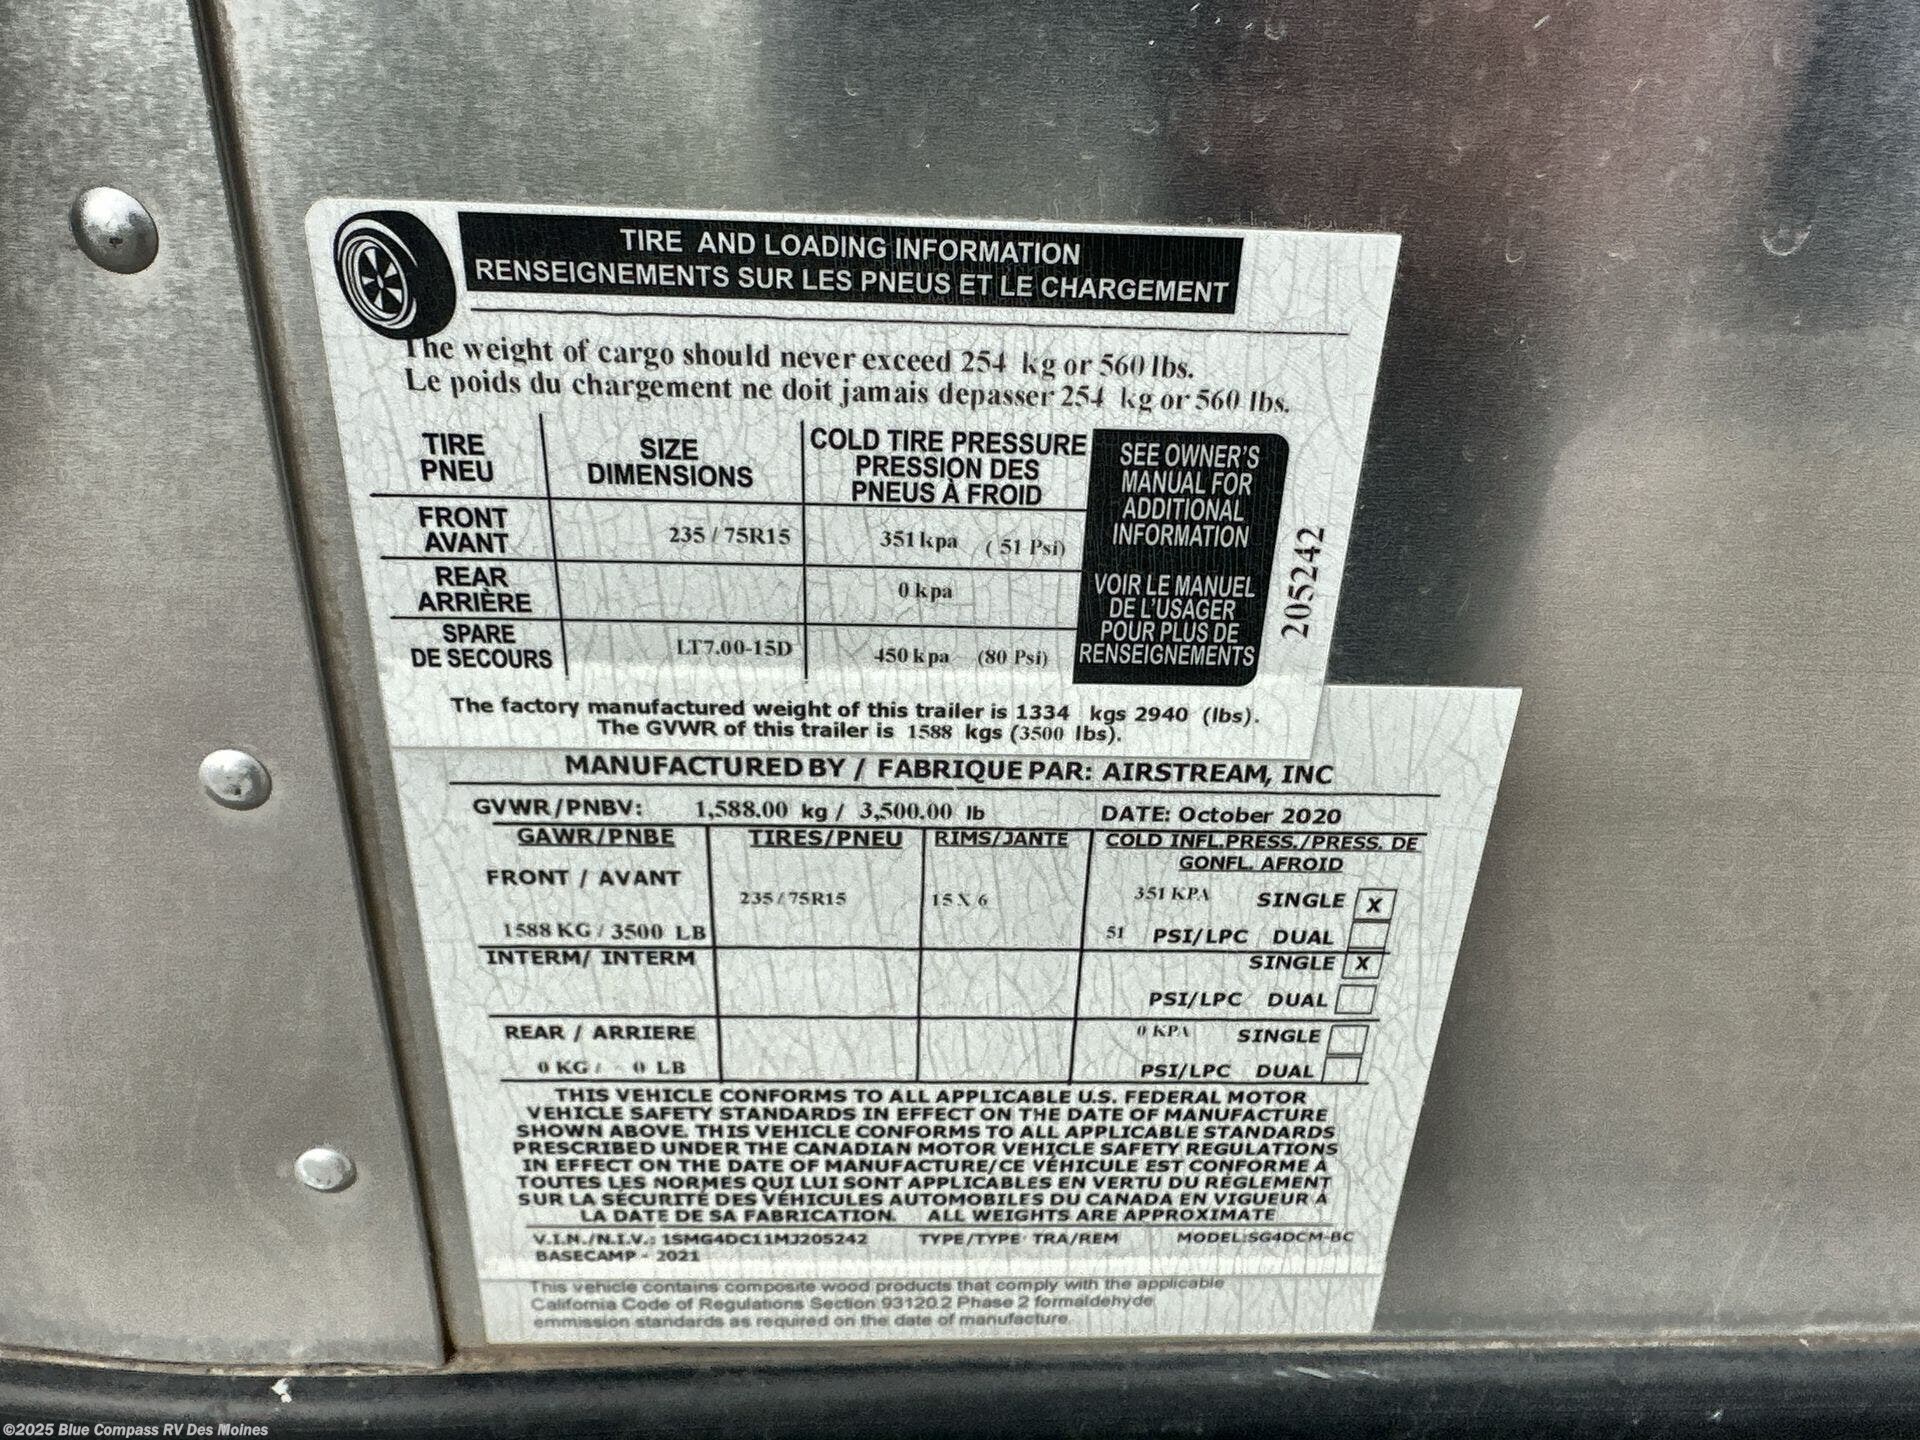 TIRE AND LOADING INFORMATION
RENSEIGNEMENTS SUR LES PNEUS ET LE CHARGEMENT
The weight of cargo should never exceed 254 kg or 560 lbs.
Le poids du chargement ne doit jamais depasser 254 kg or 560 lbs.
TIRE PNEU
SIZE DIMENSIONS
COLD TIRE PRESSURE
PRESSION DES
PNEUS À FROID
FRONT AVANT 235 / 75R15 351 kpa ( 51 Psi)
REAR ARRIÈRE 0 kpa
SPARE DE SECOURS LT7.00-15D 450 kpa (80 Psi)
SEE OWNER'S
MANUAL FOR
ADDITIONAL
INFORMATION
VOIR LE MANUEL
DE L'USAGER
POUR PLUS DE
RENSEIGNEMENTS
205242
The factory manufactured weight of this trailer is 1334 kgs 2940 (lbs).
The GVWR of this trailer is 1588 kgs (3500 lbs).
MANUFACTURED BY / FABRIQUE PAR: AIRSTREAM, INC
GVWR/PNBV: 1,588.00 kg / 3,500.00 lb DATE: October 2020
GAWR/PNBE TIRES/PNEU RIMS/JANTE COLD INFL.PRESS./PRESS. DE
GONFL. AFROID
FRONT / AVANT
235 / 75R15 15 X 6 351 KPA SINGLE X
1588 KG / 3500 LB 51 PSI/LPC DUAL
INTERM/ INTERM SINGLE X
PSI/LPC DUAL
REAR / ARRIERE 0 KPA SINGLE
0 KG / 0 LB PSI/LPC DUAL
THIS VEHICLE CONFORMS TO ALL APPLICABLE U.S. FEDERAL MOTOR
VEHICLE SAFETY STANDARDS IN EFFECT ON THE DATE OF MANUFACTURE
SHOWN ABOVE. THIS VEHICLE CONFORMS TO ALL APPLICABLE STANDARDS
PRESCRIBED UNDER THE CANADIAN MOTOR VEHICLE SAFETY REGULATIONS
IN EFFECT ON THE DATE OF MANUFACTURE/CE VÉHICULE EST CONFORME À
TOUTES LES NORMES QUI LUI SONT APPLICABLES EN VERTU DU RÉGLEMENT
SUR LA SÉCURITÉ DES VÉHICULES AUTOMOBILES DU CANADA EN VIGUEUR À
LA DATE DE SA FABRICATION. ALL WEIGHTS ARE APPROXIMATE
V.I.N./N.I.V.: 1SMG4DC11MJ205242 TYPE/TYPE TRA/REM MODEL:SG4DCM-BC
BASECAMP - 2021
This vehicle contains composite wood products that comply with the applicable
California Code of Regulations Section 93120.2 Phase 2 formaldehyde
emmission standards as required on the date of manufacture.
©2025 Blue Compass RV Des Moines